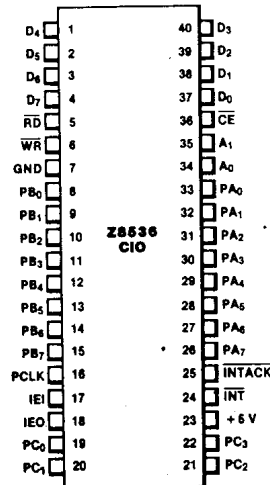 D4 1 40 D3
D5 2 39 D2
D6 3 38 D1
D7 4 37 D0
RD 5 36 CE
WR 6 35 A1
GND 7 34 A0
PB0 8 33 PA0
PB1 9 32 PA1
PB2 10 Z8536 31 PA2
CIO
PB3 11 30 PA3
PB4 12 29 PA4
PB5 13 28 PA5
PB6 14 27 PA6
PB7 15 26 PA7
PCLK 16 25 INTACK
IEI 17 24 INT
IEO 18 23 +5 V
PC0 19 22 PC3
PC1 20 21 PC2